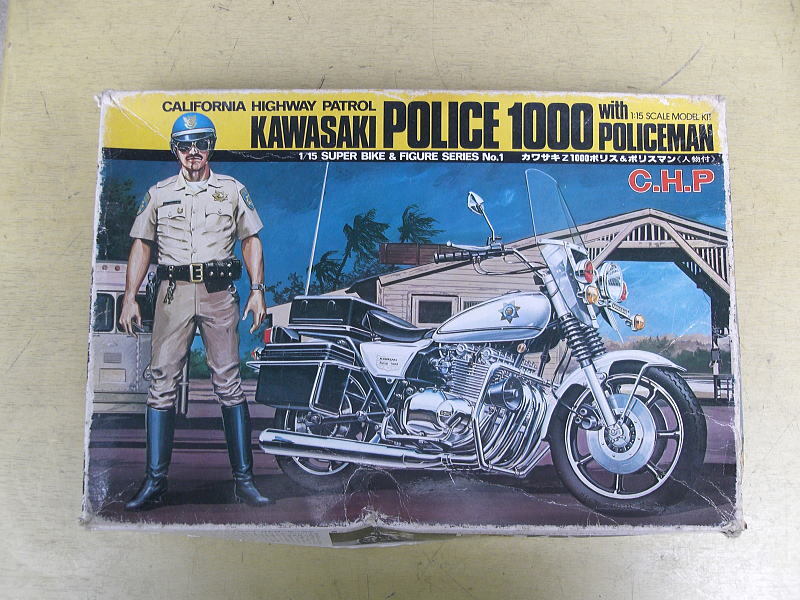 CALIFORNIA HIGHWAY PATROL
KAWASAKI POLICE 1000 with POLICEMAN
1:15 SCALE MODEL KIT
1/15 SUPER BIKE & FIGURE SERIES No.1 カワサキZ1000ポリス&ポリスマン〈人物付〉
C.H.P
KAWASAKI